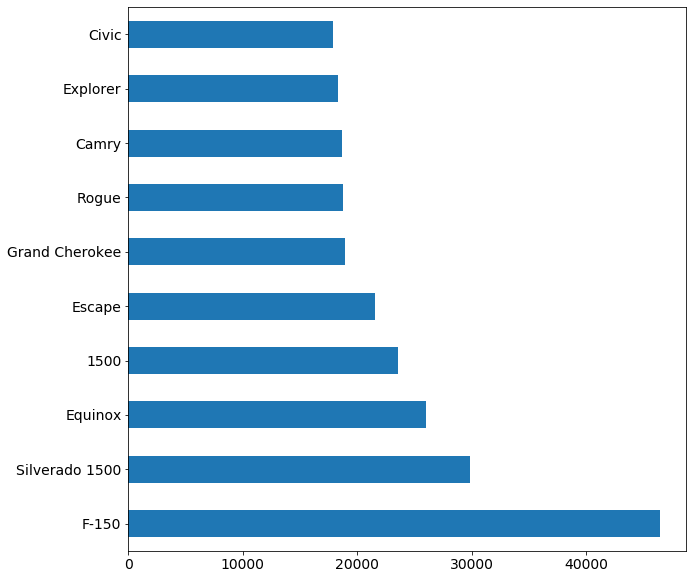 Civic
Explorer
Camry
Rogue
Grand Cherokee
Escape
1500
Equinox
Silverado 1500
F-150
0 10000 20000 30000 40000